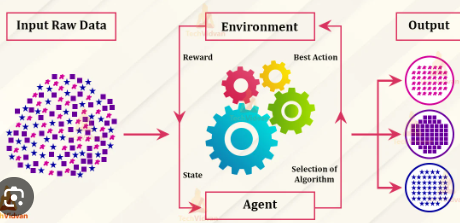 Input Raw Data
Environment
Output
Reward
Best Action
State
Selection of
Algorithm
Agent